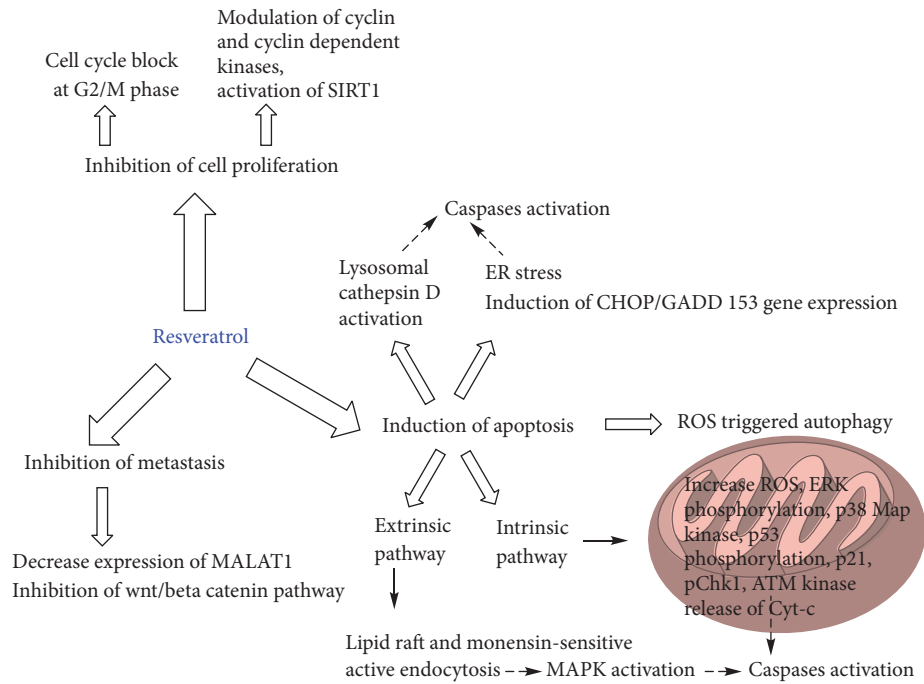 Cell cycle block
at G2/M phase
Modulation of cyclin
and cyclin dependent
kinases,
activation of SIRT1
Inhibition of cell proliferation
Caspases activation
Lysosomal
cathepsin D
activation
ER stress
Induction of CHOP/GADD 153 gene expression
Resveratrol
Induction of apoptosis
ROS triggered autophagy
Inhibition of metastasis
Decrease expression of MALAT1
Inhibition of wnt/beta catenin pathway
Extrinsic
pathway
Intrinsic
pathway
Increase ROS, ERK
phosphorylation, p38 Map
kinase, p53
phosphorylation, p21,
pChk1, ATM kinase
release of Cyt-c
Lipid raft and monensin-sensitive
active endocytosis
MAPK activation
Caspases activation